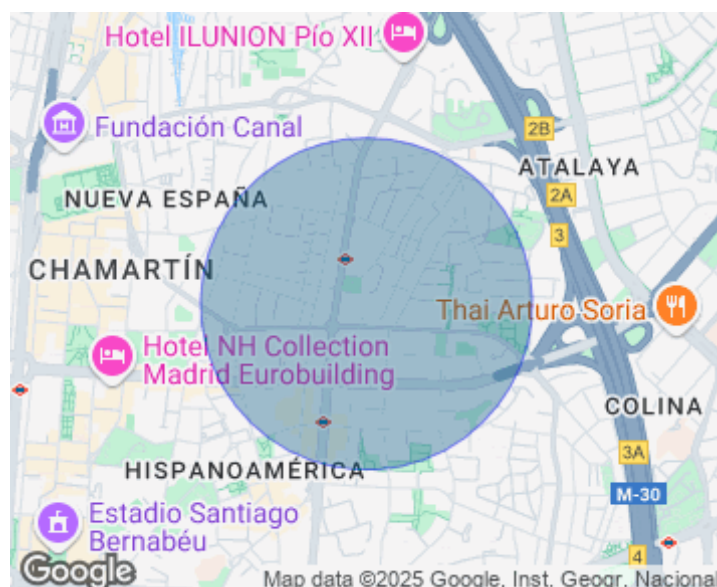 Hotel ILUNION Pío XII
Fundación Canal
2B
ATALAYA
2A
NUEVA ESPAÑA
3
CHAMARTÍN
Thai Arturo Soria
Hotel NH Collection
Madrid Eurobuilding
COLINA
3A
HISPANOAMÉRICA
M-30
Estadio Santiago
Bernabéu
4
Google
Map data ©2025 Google, Inst. Geogr. Nacional